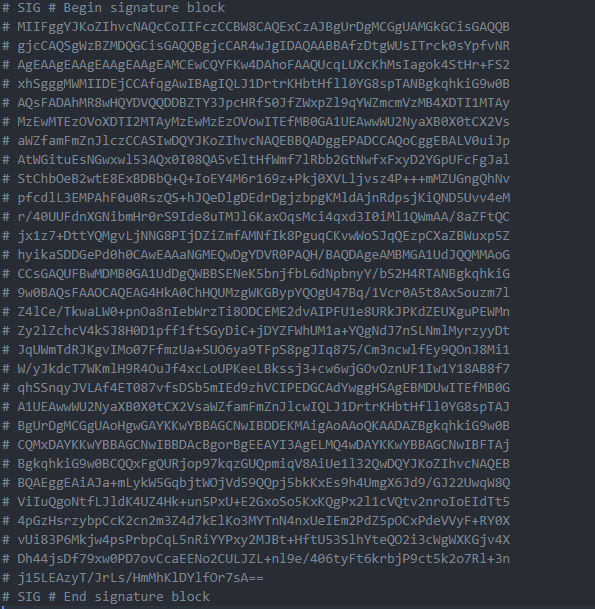 # SIG # Begin signature block
# MIIFggYJKoZIhvcNAQcCoIIFczCCBW8CAQExCzAJBgUrDgMCGgUAMGkGCisGAQQB
# gjcCAQSgWzBZMDQGCisGAQQBgjcCAR4wJgIDAQAABBAfzDtgWUsITrck0sYpfvNR
# AgEAAgEAAgEAAgEAAgEAMCEwCQYFKw4DAhoFAAQUcqLUXcKhMsIagok4StHr+FS2
# xhSgggMWMIIDEjCCAfqgAwIBAgIQLJ1DrtrKHbtHfll0YG8spTANBgkqhkiG9w0B
# AQsFADAhMR8wHQYDVQQDDBZTY3JpcHRfS0JfZWxpZl9qYWZmcmVzMB4XDTI1MTAy
# MzEwMTEzOVoXDTI2MTAyMzEwMzEzOVowITEfMB0GA1UEAwwWU2NyaXB0X0tCX2Vs
# aWZfamFmZnJlczCCASIwDQYJKoZIhvcNAQEBBQADggEPADCCAQoCggEBALV0uiJp
# AtWGituEsNGwxwl53AQx0I08QA5vEltHfWmf7lRbb2GtNwfxFxyD2YGpUFcFgJal
# StChbOeB2wtE8ExBDBbQ+Q+IoEY4M6r169z+Pkj0XVLljvsz4P+++mMZUGngQhNv
# pfcdlL3EMPAhF0u0RszQS+hJQeDlgDEdrDgjzbpgKMldAjnRdpsjKiQND5Uvv4eM
# r/40UUFdnXGNibmHr0rS9Ide8uTMJl6KaxOqsMci4qxd3I0iMl1QWmAA/8aZFtQC
# jx1z7+DttYQMgvLjNNG8PIjDZiZmfAMNfIk8PguqCKvwWoSJqQEzpCXaZBWuxp5Z
# hyikaSDDGePd0h0CAwEAAaNGMEQwDgYDVR0PAQH/BAQDAgeAMBMGA1UdJQQMMAoG
# CCsGAQUFBwMDMB0GA1UdDgQWBBSENeK5bnjfbL6dNpbnyY/bS2H4RTANBgkqhkiG
# 9w0BAQsFAAOCAQEAG4HkA0ChHQUMzgWKGBypYQOgU47Bq/1Vcr0A5t8AxSouzm7l
# Z4lCe/TkwaLW0+pnOa8nIebWrzTi8ODCEME2dvAIPFU1e8URkJPKdZEUXguPEWMn
# Zy2lZchcV4kSJ8H0D1pff1ftSGyDiC+jDYZFWhUM1a+YQgNdJ7nSLNmlMyrzyyDt
# JqUWmTdRJKgvIMo07FfmzUa+SUO6ya9TFpS8pgJIq875/Cm3ncwlfEy9QOnJ8Mi1
# W/yJkdcT7WKmlH9R4OuJf4xcLoUPKeeLBkssj3+cw6wjGOvOznUF1Iw1Y18AB8f7
# qhSSnqyJVLAf4ET087vfsDSb5mIEd9zhVCIPEDGCAdYwggHSAgEBMDUwITEfMB0G
# A1UEAwwWU2NyaXB0X0tCX2VsaWZfamFmZnJlcwIQLJ1DrtrKHbtHfll0YG8spTAJ
# BgUrDgMCGgUAoHgwGAYKKwYBBAGCNwIBDDEKMAigAoAAoQKAADAZBgkqhkiG9w0B
# CQMxDAYKKwYBBAGCNwIBBDAcBgorBgEEAYI3AgELMQ4wDAYKKwYBBAGCNwIBFTAj
# BgkqhkiG9w0BCQQxFgQURjop97kqzGUQpmiqV8AiUe1l32QwDQYJKoZIhvcNAQEB
# BQAEggEAiAJa+mLykW5GqbjtWOjVd59QQpj5bkKxEs9h4UmgX6Jd9/GJ22UwqW8Q
# ViIuQgoNtfLJldK4UZ4Hk+un5PxU+E2GxoSo5KxKQgPx2l1cVQtv2nroIoEIdTt5
# 4pGzHsrzybpCcK2cn2m3Z4d7kElKo3MYTnN4nxUeIEm2PdZ5pOCxPdeVVyF+RY0X
# vUi83P6Mkjw4psPrbpCqL5nRiYYPxy2MJBt+HftU53SlhYteQO2i3cWgWXKGjv4X
# Dh44jsDf79xw0PD7ovCcaEENo2CULJZL+nl9e/406tyFt6krbjP9ct5k2o7Rl+3n
# j15LEAzyT/JrLs/HmMhKlDYlfOr7sA==
# SIG # End signature block